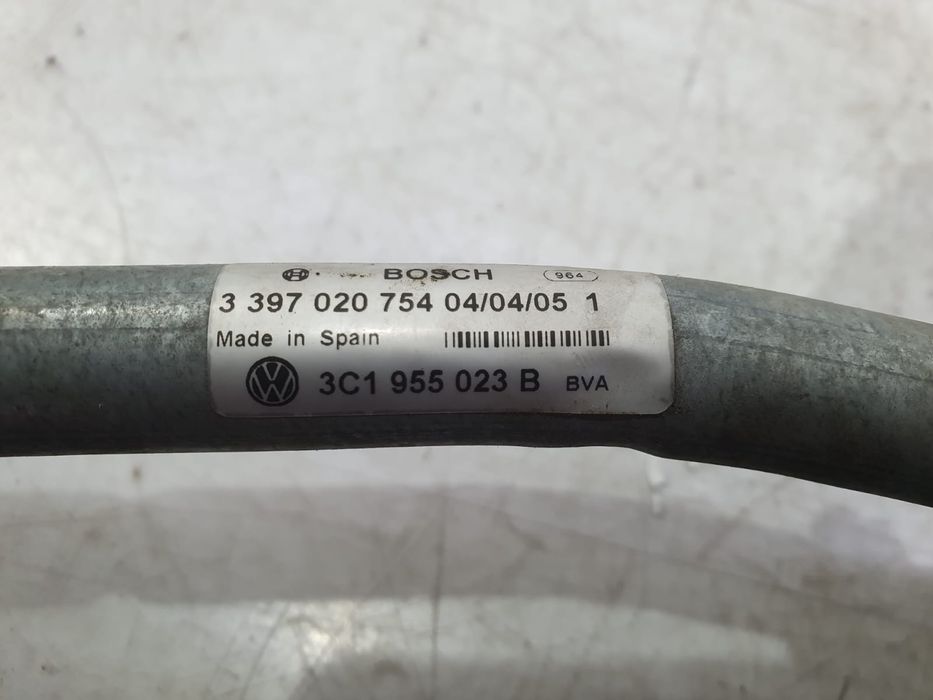 BOSCH 964
3 397 020 754 04/04/05 1
Made in Spain
3C1 955 023 B BVA